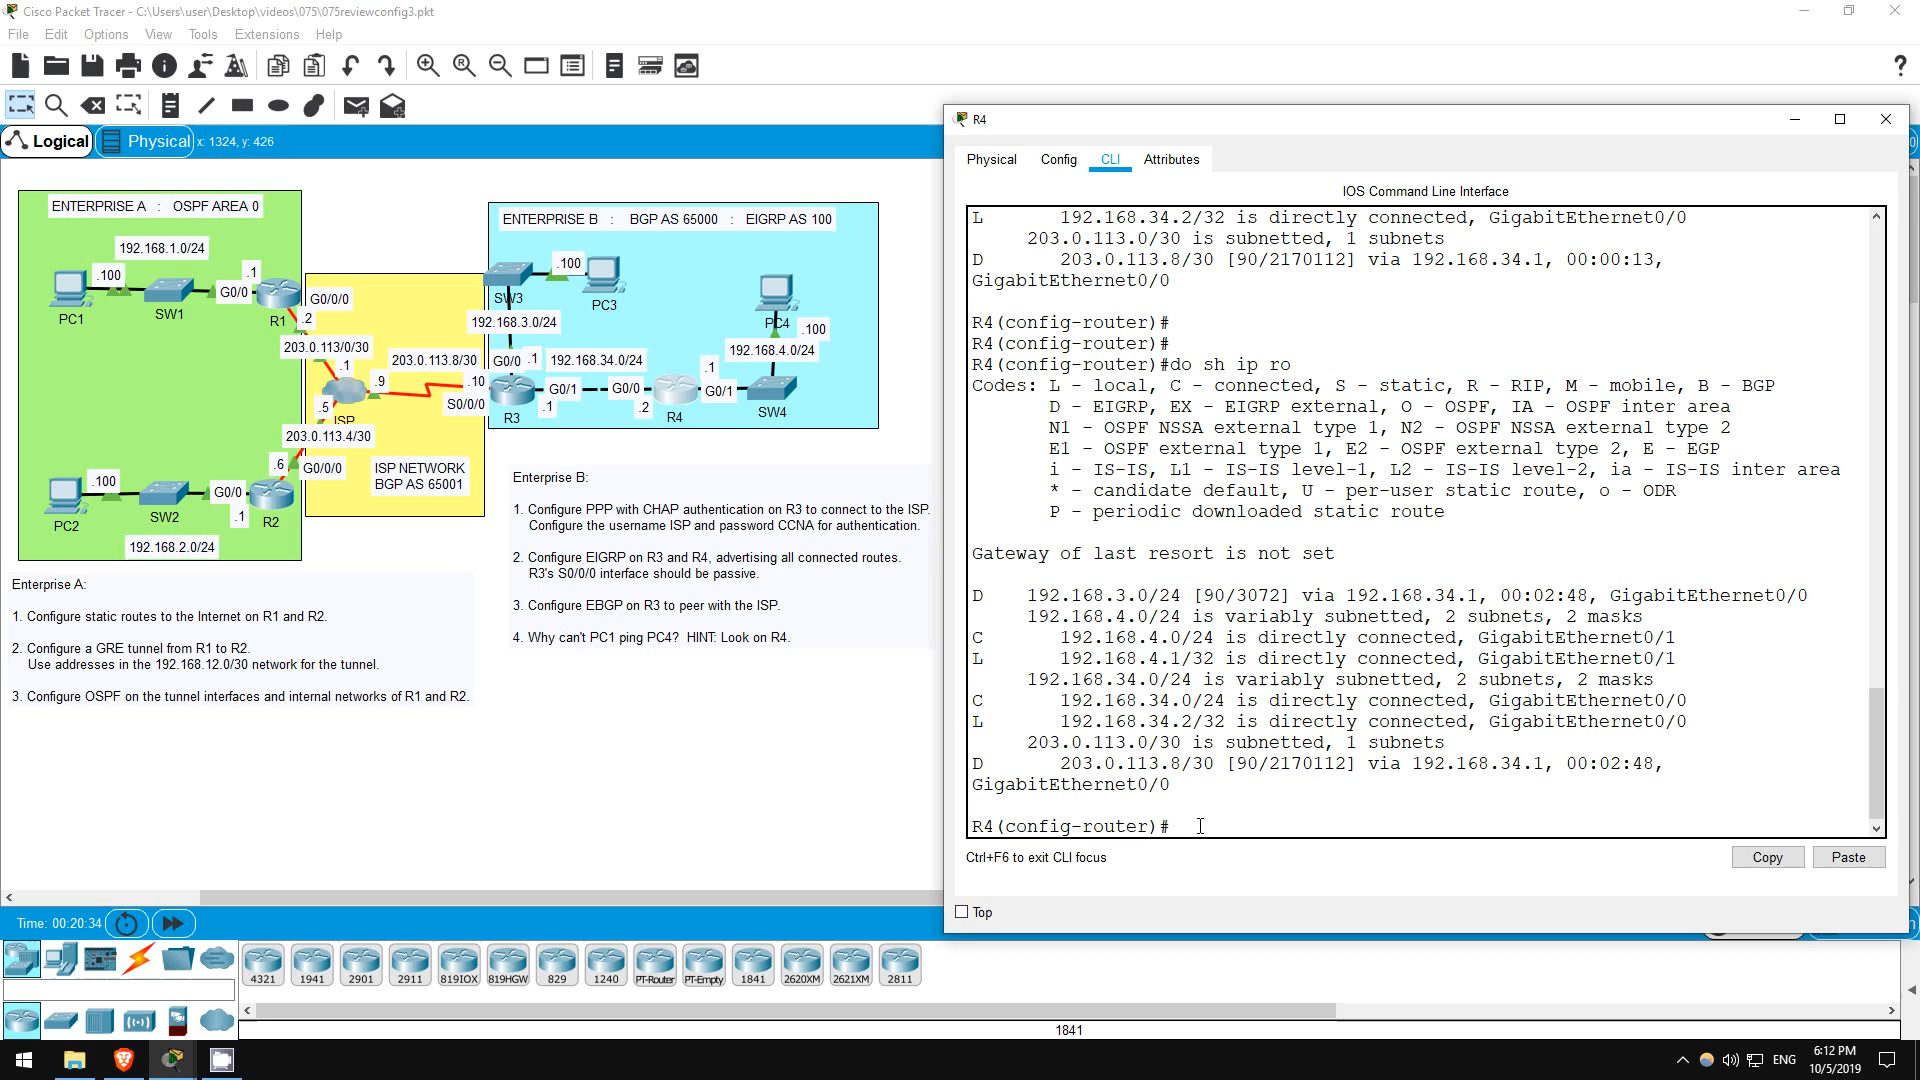 Cisco Packet Tracer - C:\Users\user\Desktop\videos\075\075reviewconfig3.pkt
File Edit Options View Tools Extensions Help
Logical Physical x: 1324, y: 426
ENTERPRISE A : OSPF AREA 0
192.168.1.0/24
.100
.1
G0/0
PC1
SW1
R1
G0/0/0
.2
203.0.113/0/30
.1
203.0.113.8/30
.9
.10
S0/0/0
.5
ISP
203.0.113.4/30
.6
G0/0/0
ISP NETWORK
BGP AS 65001
.100
G0/0
.1
PC2
SW2
R2
192.168.2.0/24
ENTERPRISE B : BGP AS 65000 : EIGRP AS 100
.100
SW3
PC3
192.168.3.0/24
G0/0
.1
192.168.34.0/24
G0/1
.1
R3
G0/0
.2
R4
.1
G0/1
SW4
192.168.4.0/24
PC4
.100
Enterprise A:
1. Configure static routes to the Internet on R1 and R2.
2. Configure a GRE tunnel from R1 to R2.
Use addresses in the 192.168.12.0/30 network for the tunnel.
3. Configure OSPF on the tunnel interfaces and internal networks of R1 and R2.
Enterprise B:
1. Configure PPP with CHAP authentication on R3 to connect to the ISP.
Configure the username ISP and password CCNA for authentication.
2. Configure EIGRP on R3 and R4, advertising all connected routes.
R3's S0/0/0 interface should be passive.
3. Configure EBGP on R3 to peer with the ISP.
4. Why can't PC1 ping PC4? HINT: Look on R4.
R4
Physical Config CLI Attributes
IOS Command Line Interface
L 192.168.34.2/32 is directly connected, GigabitEthernet0/0
203.0.113.0/30 is subnetted, 1 subnets
D 203.0.113.8/30 [90/2170112] via 192.168.34.1, 00:00:13,
GigabitEthernet0/0
R4(config-router)#
R4(config-router)#
R4(config-router)#do sh ip ro
Codes: L - local, C - connected, S - static, R - RIP, M - mobile, B - BGP
D - EIGRP, EX - EIGRP external, O - OSPF, IA - OSPF inter area
N1 - OSPF NSSA external type 1, N2 - OSPF NSSA external type 2
E1 - OSPF external type 1, E2 - OSPF external type 2, E - EGP
i - IS-IS, L1 - IS-IS level-1, L2 - IS-IS level-2, ia - IS-IS inter area
* - candidate default, U - per-user static route, o - ODR
P - periodic downloaded static route
Gateway of last resort is not set
D 192.168.3.0/24 [90/3072] via 192.168.34.1, 00:02:48, GigabitEthernet0/0
192.168.4.0/24 is variably subnetted, 2 subnets, 2 masks
C 192.168.4.0/24 is directly connected, GigabitEthernet0/1
L 192.168.4.1/32 is directly connected, GigabitEthernet0/1
192.168.34.0/24 is variably subnetted, 2 subnets, 2 masks
C 192.168.34.0/24 is directly connected, GigabitEthernet0/0
L 192.168.34.2/32 is directly connected, GigabitEthernet0/0
203.0.113.0/30 is subnetted, 1 subnets
D 203.0.113.8/30 [90/2170112] via 192.168.34.1, 00:02:48,
GigabitEthernet0/0
R4(config-router)#
Ctrl+F6 to exit CLI focus
Copy Paste
Top
Time: 00:20:34
4321 1941 2901 2911 819IOX 819HGW 829 1240 PT-Router PT-Empty 1841 2620XM 2621XM 2811
1841
ENG
6:12 PM
10/5/2019